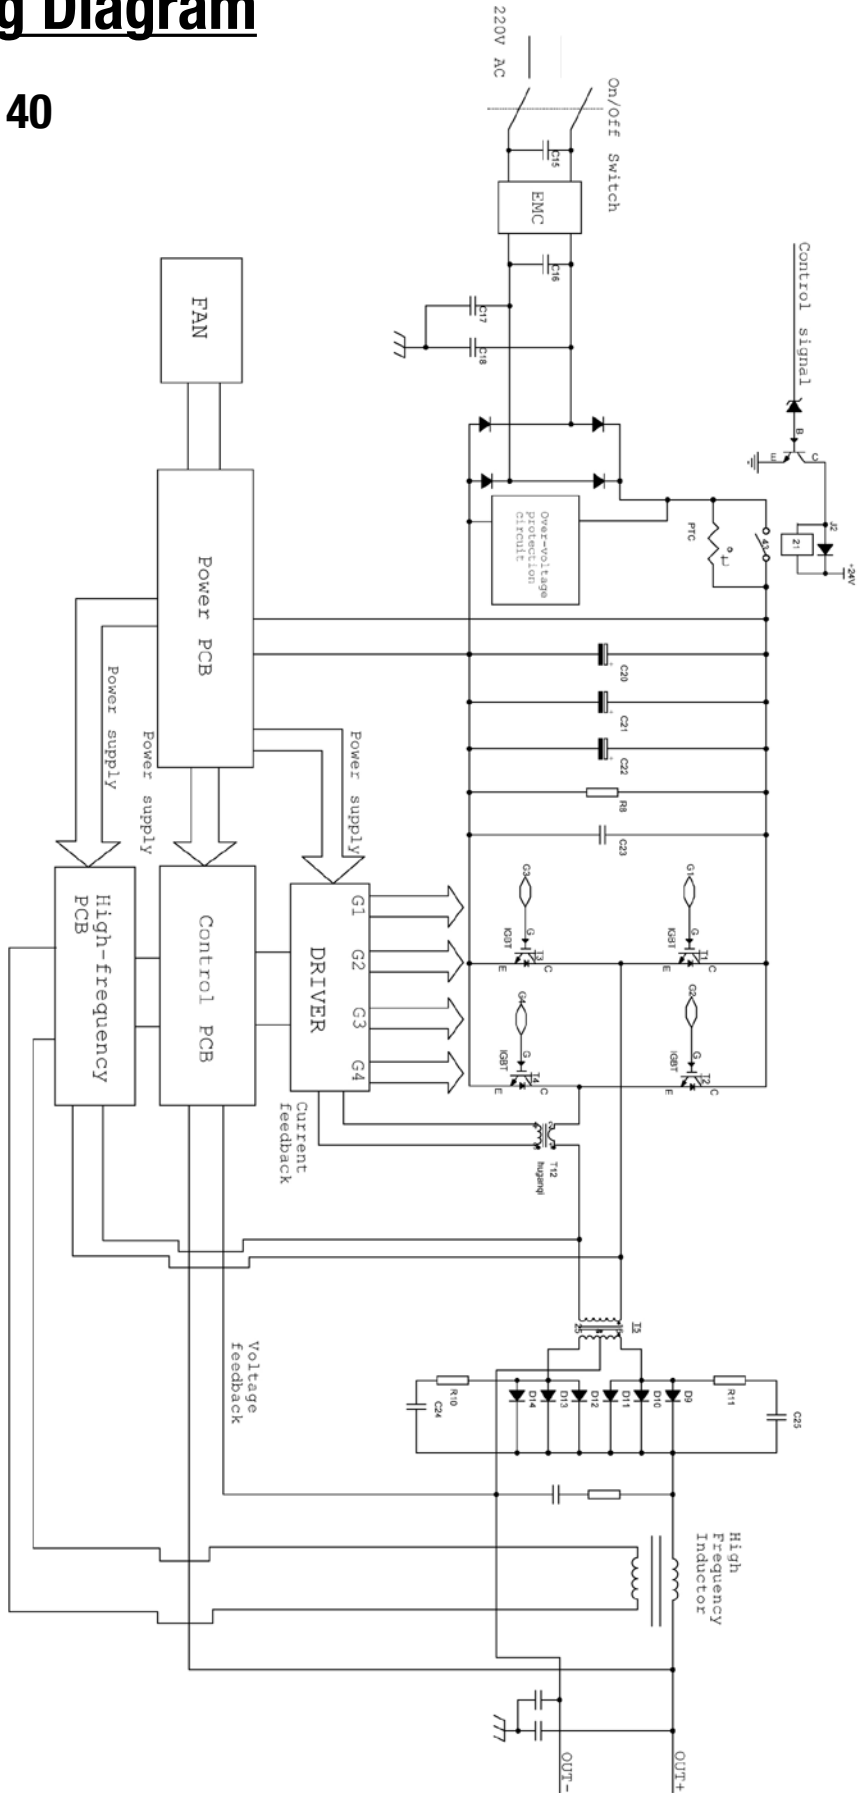 g Diagram
40
220V AC
On/Off Switch
C15
EMC
C16
C17
C18
Control signal
B
E
C
J2
21
+24V
43
PTC
t
Over-voltage
protection
circuit
FAN
Power PCB
C20
+
C21
+
C22
+
R8
C23
Power supply
Power supply
Power supply
High-frequency
PCB
Control PCB
DRIVER
G1
G2
G3
G4
G3
G
IGBT
T3
E
C
G1
G
IGBT
T1
E
C
G4
G
IGBT
T4
E
C
G2
G
IGBT
T2
E
C
Current
feedback
T12
huganqi
T5
Voltage
feedback
R10
C24
D14
D13
D12
D11
D10
D9
R11
C25
High
Frequency
Inductor
OUT-
OUT+